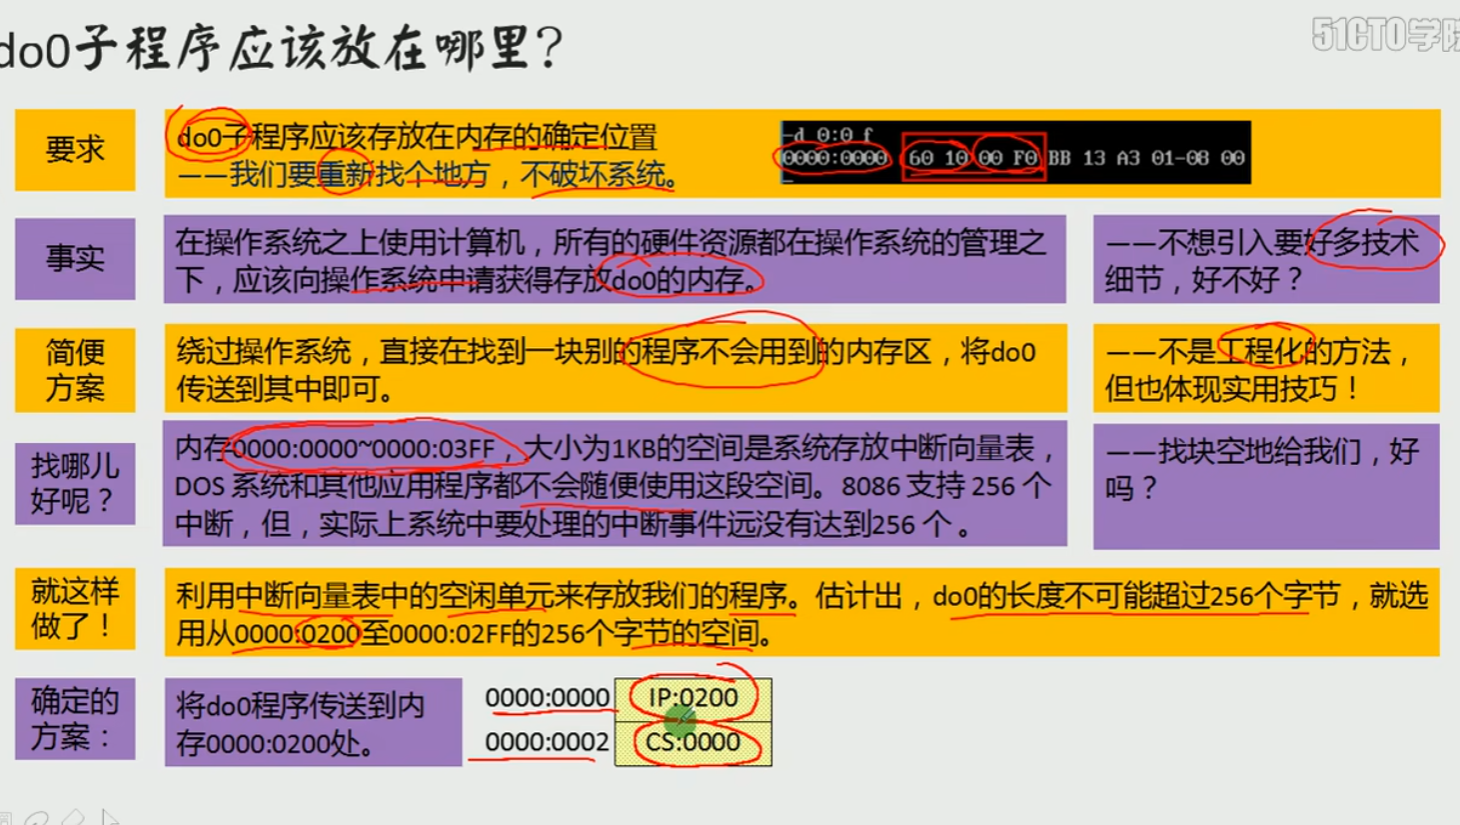 do0子程序应该放在哪里?
51CTO学院
要求
do0子程序应该存放在内存的确定位置
——我们要重新找个地方，不破坏系统。
-d 0:0 f
0000:0000 60 10 00 F0 BB 13 A3 01-08 00
事实
在操作系统之上使用计算机，所有的硬件资源都在操作系统的管理之
下，应该向操作系统申请获得存放do0的内存。
——不想引入要好多技术
细节，好不好？
简便
方案
绕过操作系统，直接在找到一块别的程序不会用到的内存区，将do0
传送到其中即可。
——不是工程化的方法，
但也体现实用技巧！
找哪儿
好呢？
内存0000:0000~0000:03FF，大小为1KB的空间是系统存放中断向量表，
DOS 系统和其他应用程序都不会随便使用这段空间。8086 支持 256 个
中断，但，实际上系统中要处理的中断事件远没有达到256 个 。
——找块空地给我们，好
吗？
就这样
做了！
利用中断向量表中的空闲单元来存放我们的程序。估计出，do0的长度不可能超过256个字节，就选
用从0000:0200至0000:02FF的256个字节的空间。
确定的
方案：
将do0程序传送到内
存0000:0200处。
0000:0000 IP:0200
0000:0002 CS:0000